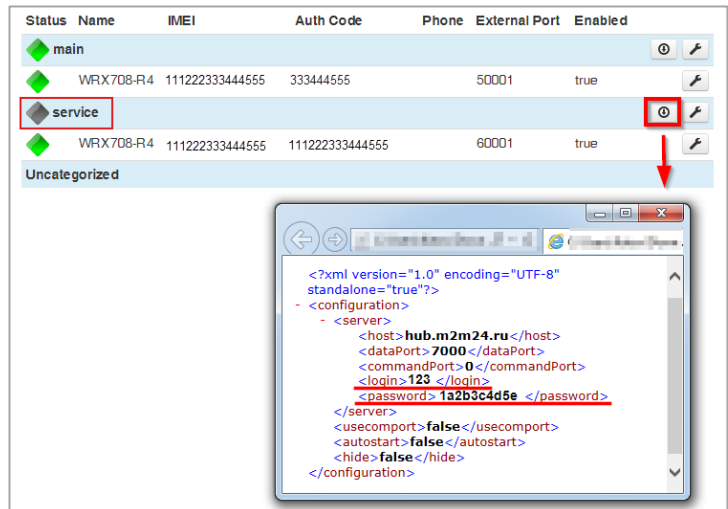 Status Name IMEI Auth Code Phone External Port Enabled
main
WRX708-R4 111222333444555 333444555 50001 true
service
WRX708-R4 111222333444555 111222333444555 60001 true
Uncategorized
<?xml version="1.0" encoding="UTF-8"
standalone="true"?>
- <configuration>
- <server>
<host>hub.m2m24.ru</host>
<dataPort>7000</dataPort>
<commandPort>0</commandPort>
<login>123 </login>
<password> 1a2b3c4d5e </password>
</server>
<usecomport>false</usecomport>
<autostart>false</autostart>
<hide>false</hide>
</configuration>